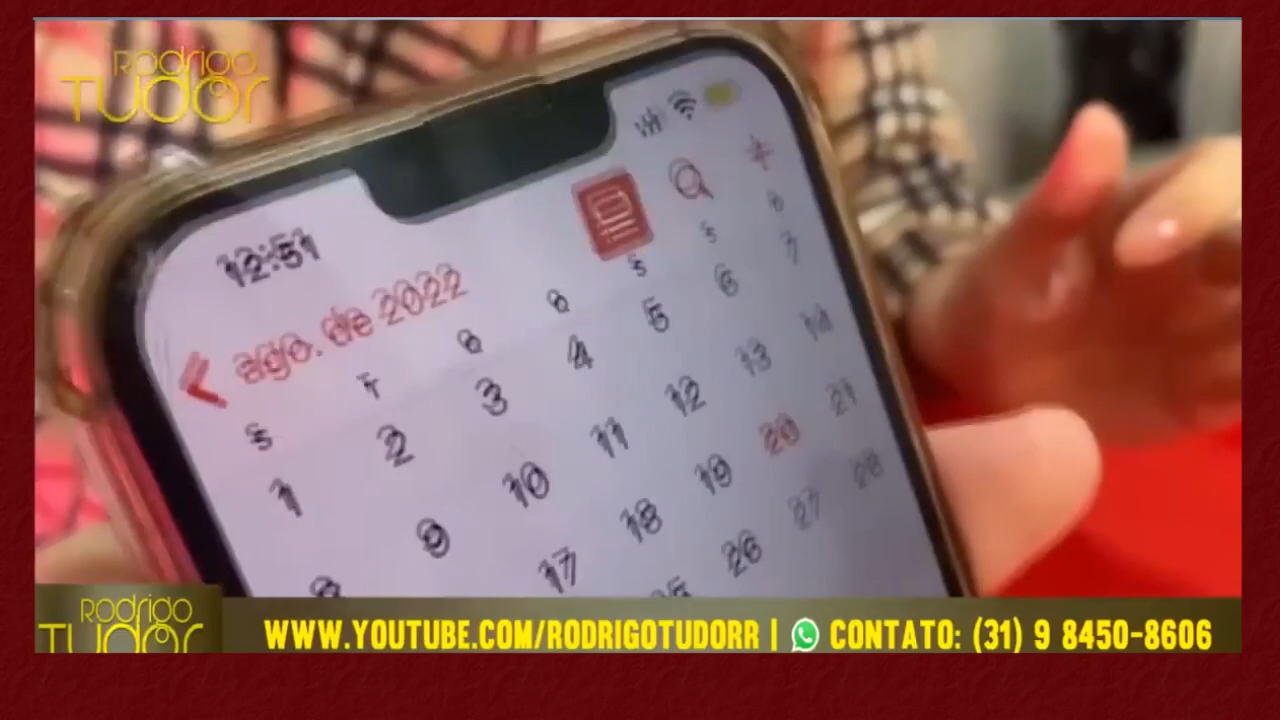 Rodrigo
TUDOR
12:51
ago. de 2022
S T Q Q S S D
1 2 3 4 5 6 7
8 9 10 11 12 13 14
17 18 19 20 21
26 27 28
Rodrigo
TUDOR
WWW.YOUTUBE.COM/RODRIGOTUDORR | CONTATO: (31) 9 8450-8606